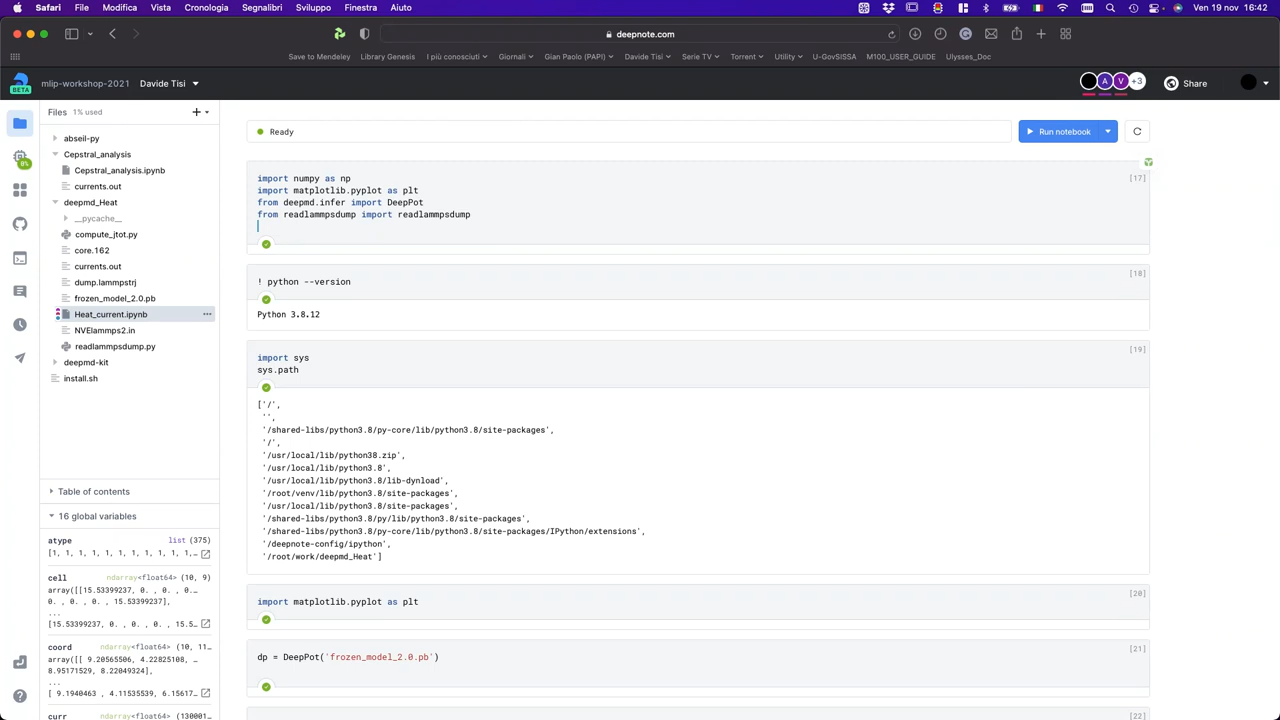 Safari File Modifica Vista Cronologia Segnalibri Sviluppo Finestra Aiuto Ven 19 nov 16:42
deepnote.com
Save to Mendeley Library Genesis I più conosciuti Giornali Gian Paolo (PAPI) Davide Tisi Serie TV Torrent Utility U-GovSISSA M100_USER_GUIDE Ulysses_Doc
BETA mlip-workshop-2021 Davide Tisi A V +3 Share
Files 1% used
8%
abseil-py
Cepstral_analysis
Cepstral_analysis.ipynb
currents.out
deepmd_Heat
__pycache__
compute_jtot.py
core.162
currents.out
dump.lammpstrj
frozen_model_2.0.pb
Heat_current.ipynb
NVElammps2.in
readlammpsdump.py
deepmd-kit
install.sh
Table of contents
16 global variables
atype list (375)
[1, 1, 1, 1, 1, 1, 1, 1, 1, 1,…
cell ndarray<float64> (10, 9)
array([[15.53399237, 0. , 0. , 0.…
0. , 0. , 0. , 15.53399237],
...
[15.53399237, 0. , 0. , 0. , 15.5…
coord ndarray<float64> (10, 11…
array([[ 9.20565506, 4.22825108, …
8.95171529, 8.22049324],
...
[ 9.1940463 , 4.11535539, 6.15617…
curr ndarray<float64> (130001…
Ready Run notebook
[17]
import numpy as np
import matplotlib.pyplot as plt
from deepmd.infer import DeepPot
from readlammpsdump import readlammpsdump
[18]
! python --version
Python 3.8.12
[19]
import sys
sys.path
['/',
'',
'/shared-libs/python3.8/py-core/lib/python3.8/site-packages',
'/',
'/usr/local/lib/python38.zip',
'/usr/local/lib/python3.8',
'/usr/local/lib/python3.8/lib-dynload',
'/root/venv/lib/python3.8/site-packages',
'/usr/local/lib/python3.8/site-packages',
'/shared-libs/python3.8/py/lib/python3.8/site-packages',
'/shared-libs/python3.8/py-core/lib/python3.8/site-packages/IPython/extensions',
'/deepnote-config/ipython',
'/root/work/deepmd_Heat']
[20]
import matplotlib.pyplot as plt
[21]
dp = DeepPot('frozen_model_2.0.pb')
[22]